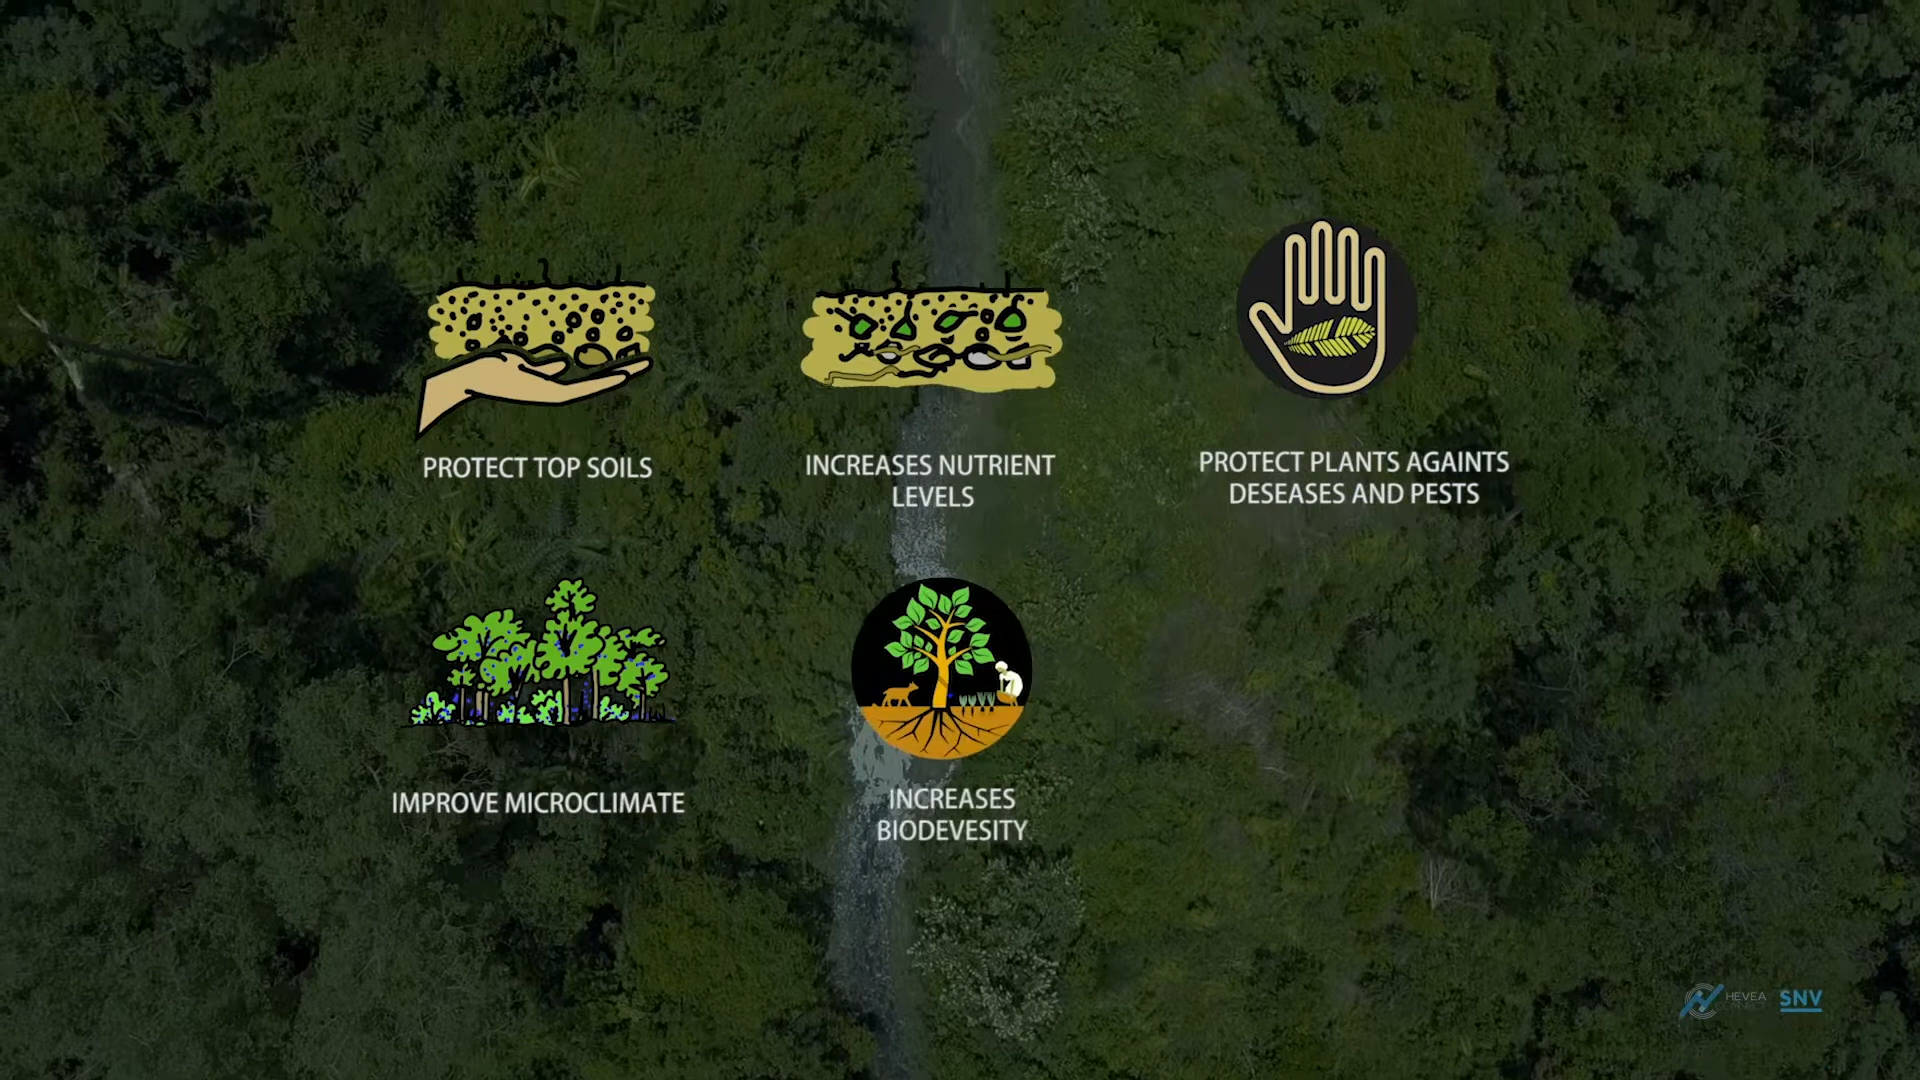 PROTECT TOP SOILS
INCREASES NUTRIENT
LEVELS
PROTECT PLANTS AGAINTS
DESEASES AND PESTS
IMPROVE MICROCLIMATE
INCREASES
BIODEVESITY
HEVEA
SNV